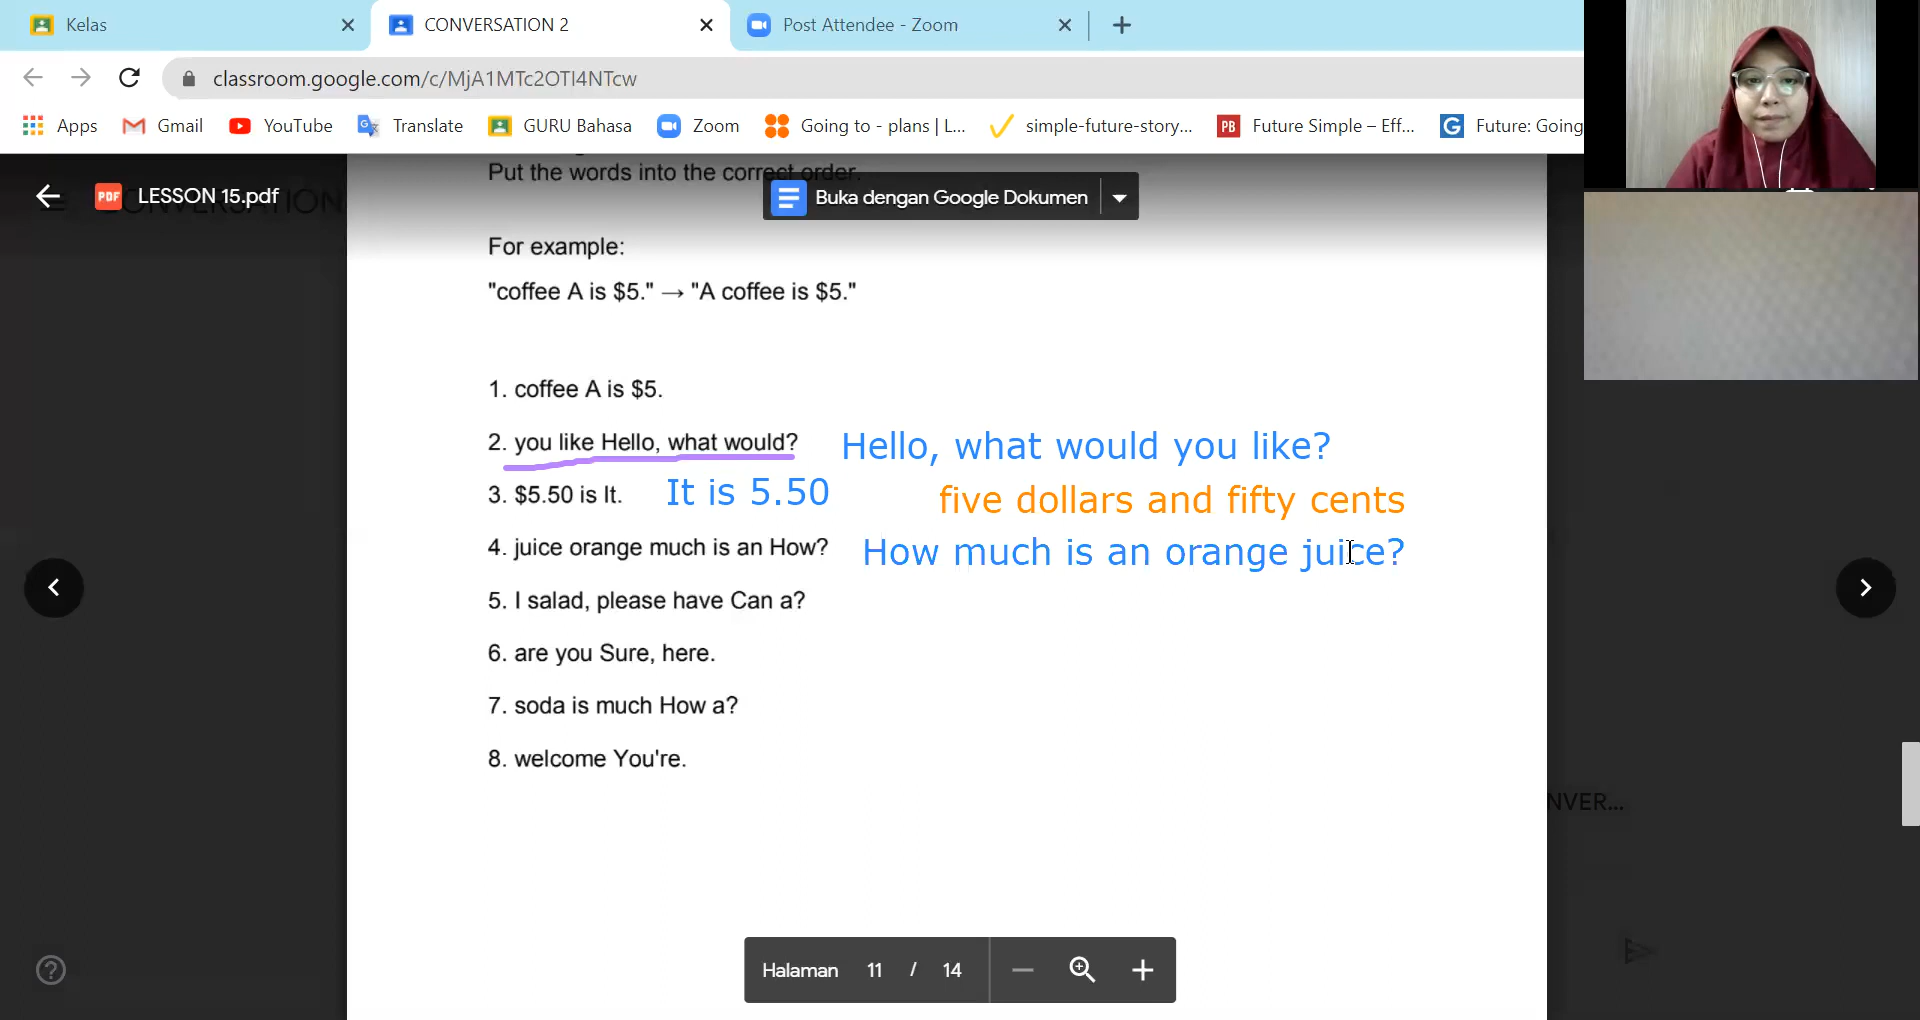 Kelas
CONVERSATION 2
Post Attendee - Zoom
classroom.google.com/c/MjA1MTc2OTI4NTcw
Apps
Gmail
YouTube
Translate
GURU Bahasa
Zoom
Going to - plans | L...
simple-future-story...
Future Simple – Eff...
Future: Going
Put the words into the correct order.
PDF LESSON 15.pdf
Buka dengan Google Dokumen
For example:
"coffee A is $5." → "A coffee is $5."
1. coffee A is $5.
2. you like Hello, what would? Hello, what would you like?
3. $5.50 is It. It is 5.50 five dollars and fifty cents
4. juice orange much is an How? How much is an orange juice?
5. I salad, please have Can a?
6. are you Sure, here.
7. soda is much How a?
8. welcome You're.
NVER...
Halaman 11 / 14